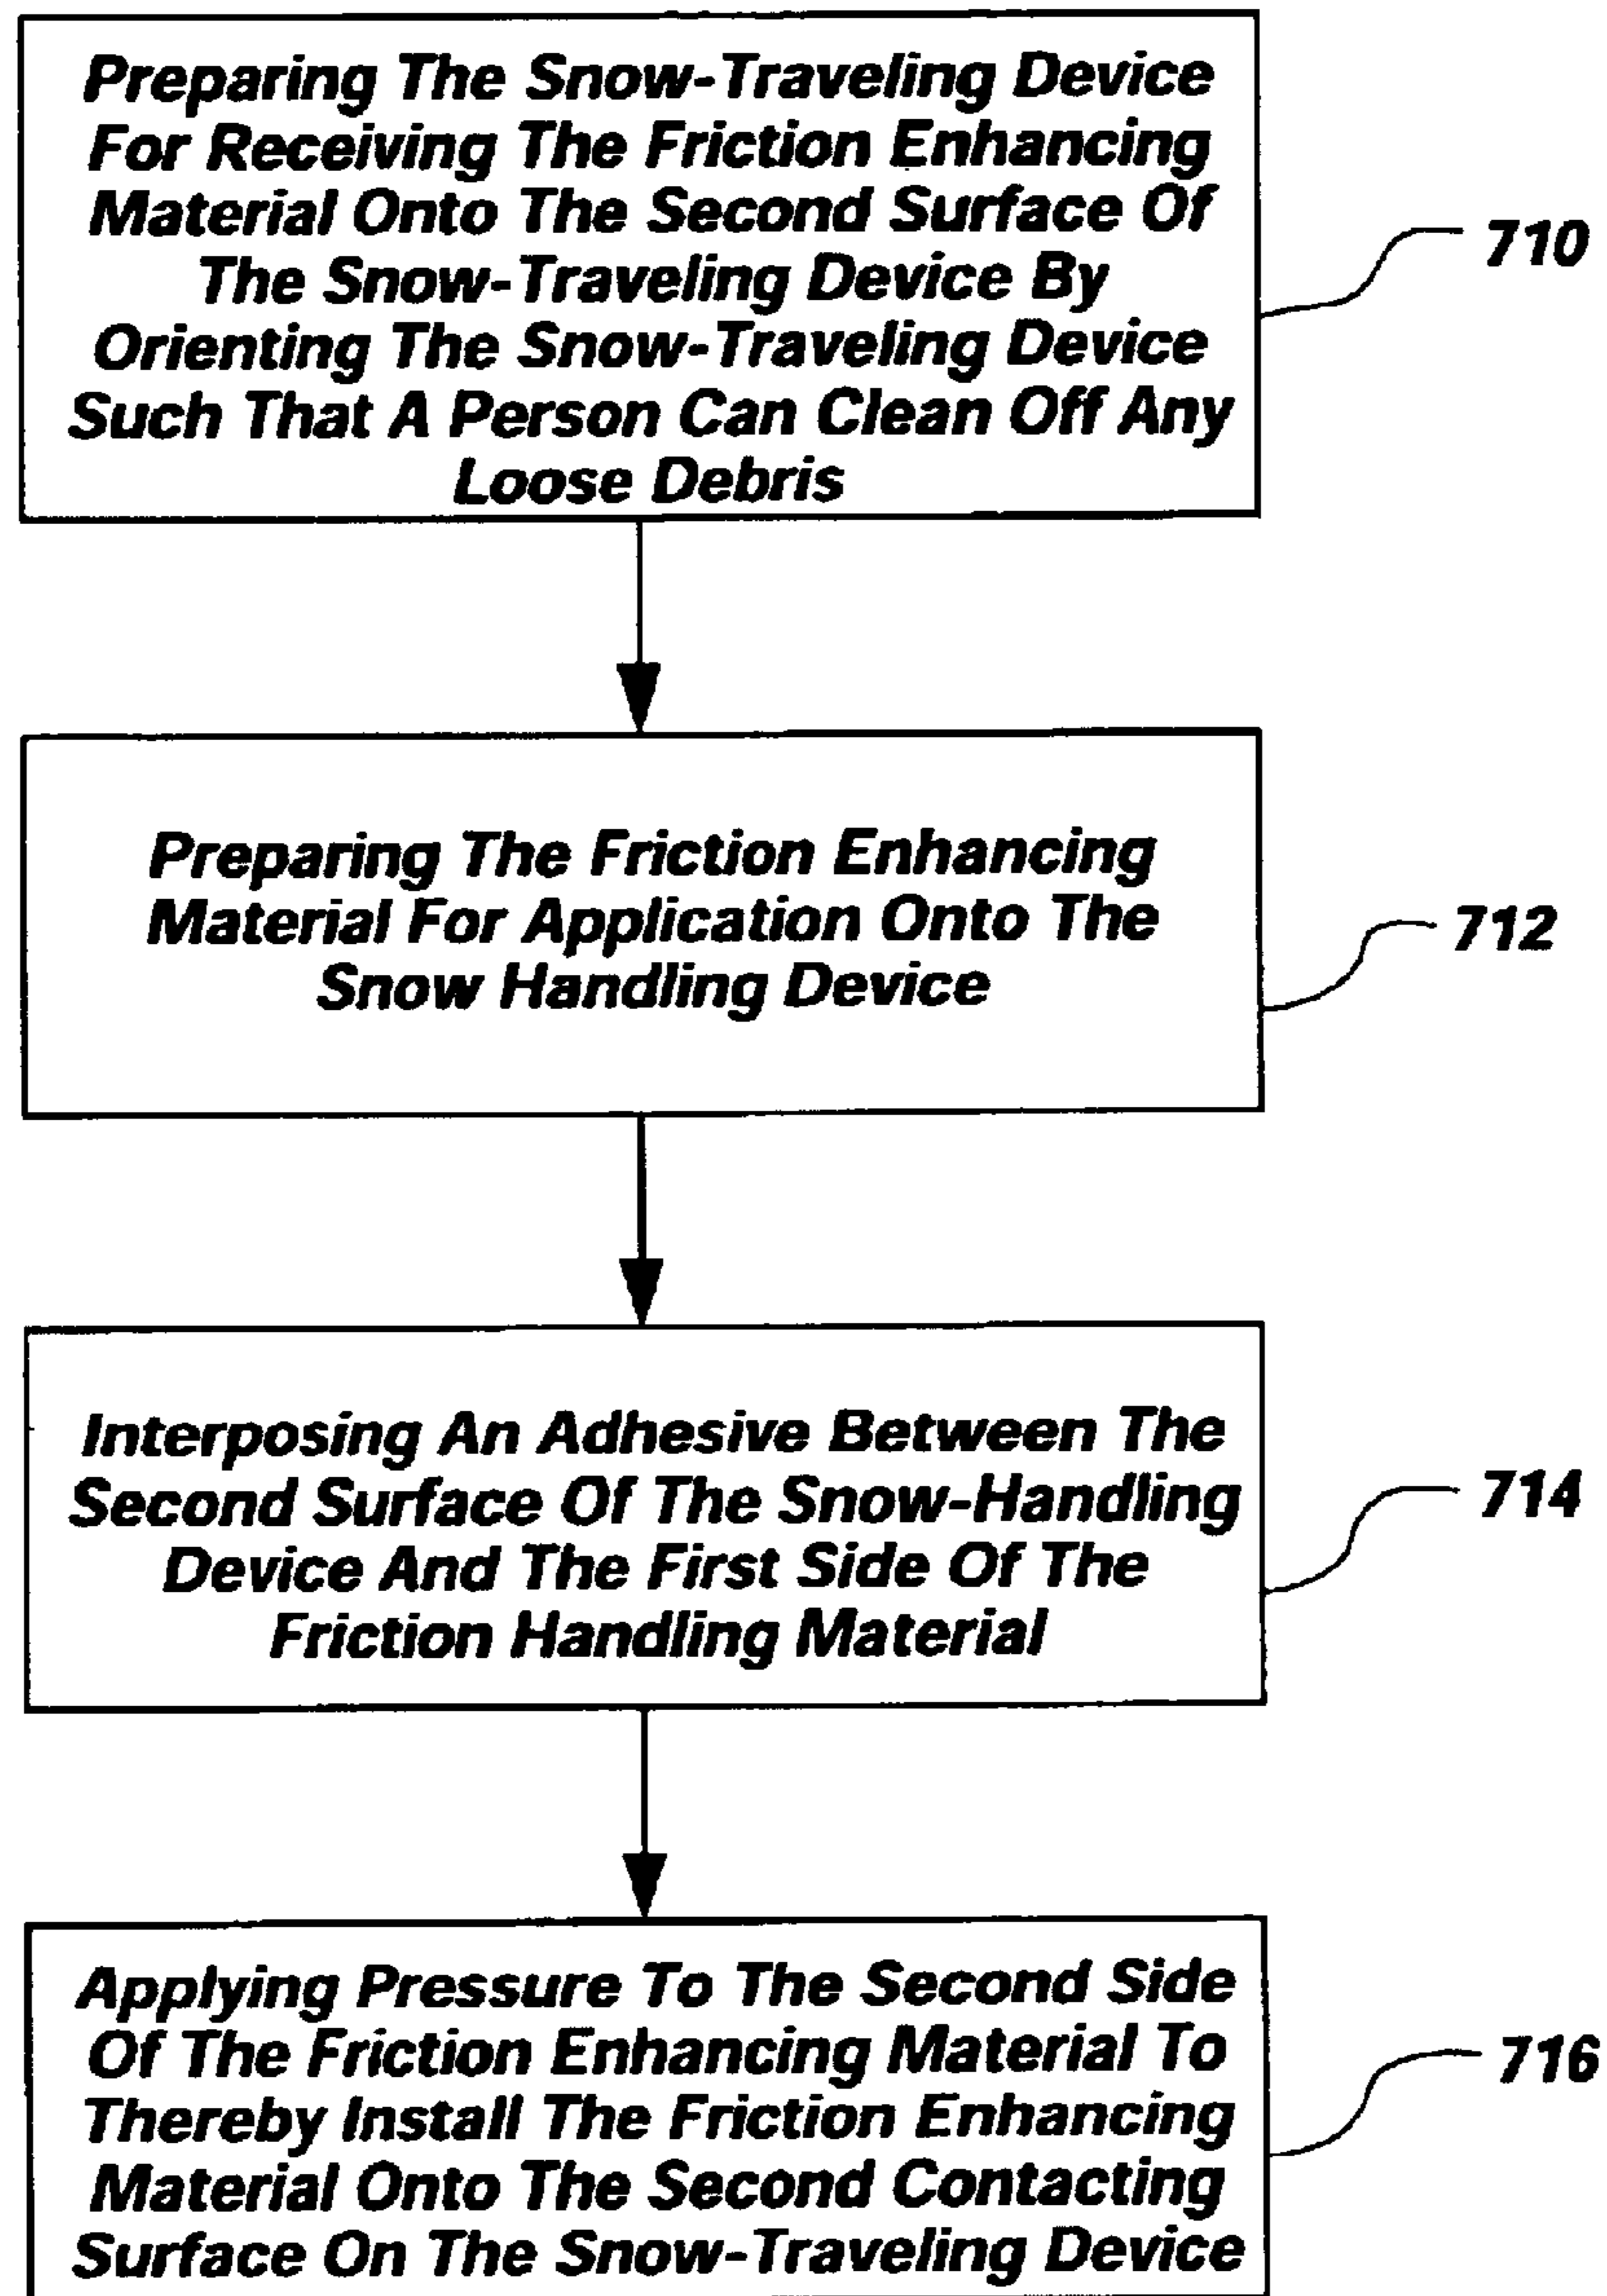 Preparing The Snow-Traveling Device
For Receiving The Friction Enhancing
Material Onto The Second Surface Of
The Snow-Traveling Device By
Orienting The Snow-Traveling Device
Such That A Person Can Clean Off Any
Loose Debris
710
Preparing The Friction Enhancing
Material For Application Onto The
Snow Handling Device
712
Interposing An Adhesive Between The
Second Surface Of The Snow-Handling
Device And The First Side Of The
Friction Handling Material
714
Applying Pressure To The Second Side
Of The Friction Enhancing Material To
Thereby Install The Friction Enhancing
Material Onto The Second Contacting
Surface On The Snow-Traveling Device
716